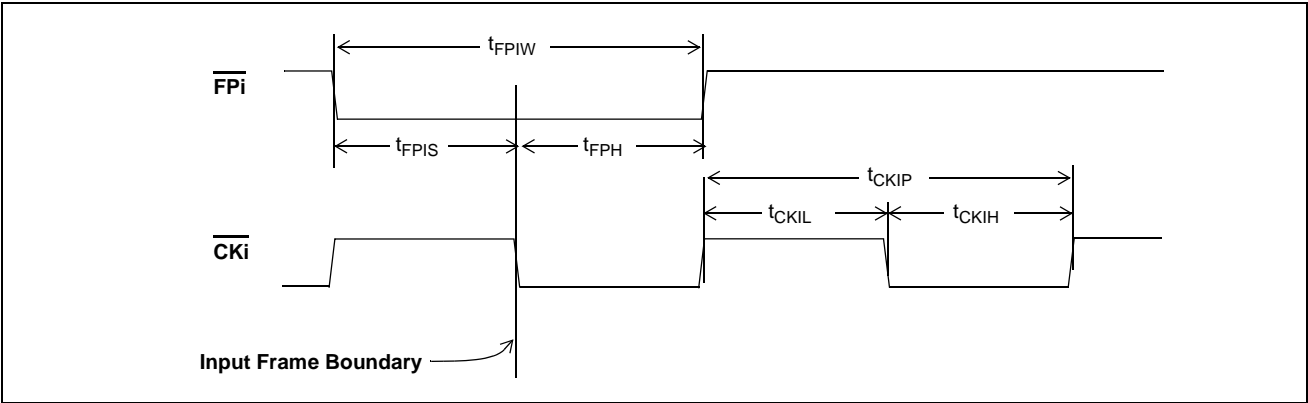 tFPIW
FPi
tFPIS
tFPH
tCKIP
tCKIL
tCKIH
CKi
Input Frame Boundary